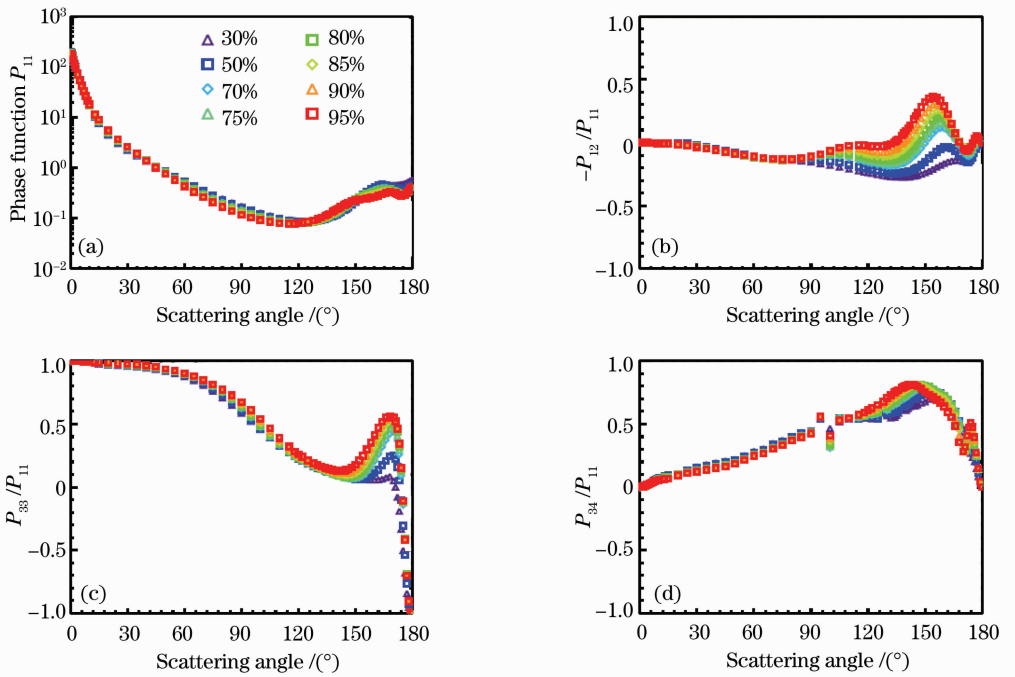 Phase function P₁₁
10³
10²
10¹
10⁰
10⁻¹
10⁻²
30%
50%
70%
75%
80%
85%
90%
95%
(a)
0 30 60 90 120 150 180
Scattering angle /(°)
−P₁₂/P₁₁
1.0
0.5
0
−0.5
−1.0
(b)
0 30 60 90 120 150 180
Scattering angle /(°)
P₃₃/P₁₁
1.0
0.5
0
−0.5
−1.0
(c)
0 30 60 90 120 150 180
Scattering angle /(°)
P₃₄/P₁₁
1.0
0.5
0
−0.5
−1.0
(d)
0 30 60 90 120 150 180
Scattering angle /(°)